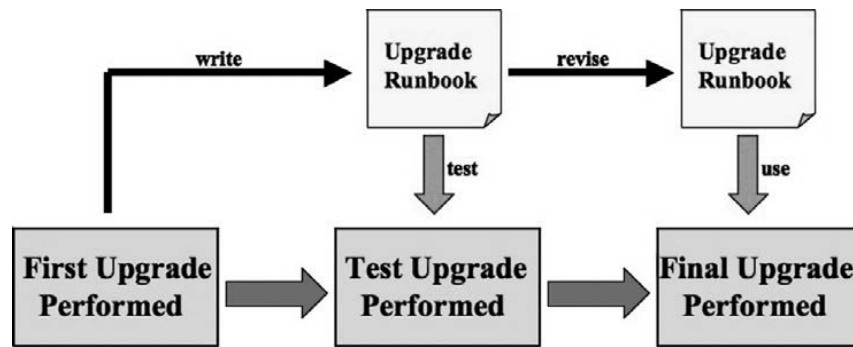 write
Upgrade
Runbook
revise
Upgrade
Runbook
test
use
First Upgrade
Performed
Test Upgrade
Performed
Final Upgrade
Performed